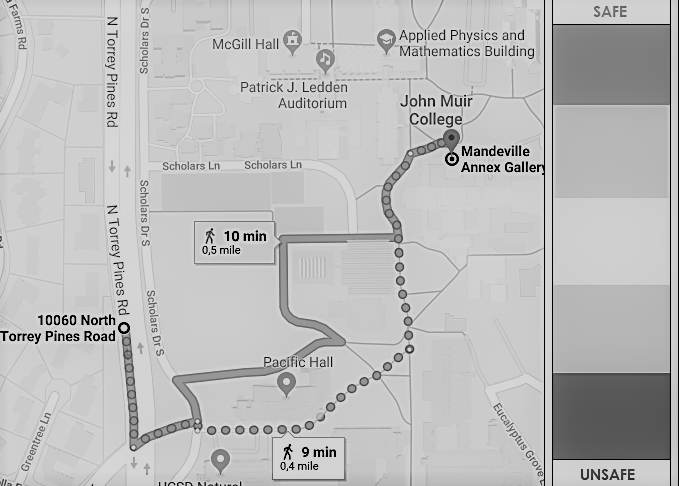 Farms Rd
N Torrey Pines Rd
Scholars Dr S
McGill Hall
Applied Physics and
Mathematics Building
Patrick J. Ledden
Auditorium
John Muir
College
Mandeville
Annex Gallery
Scholars Ln
Scholars Ln
Scholars Dr S
N Torrey Pines Rd
10 min
0,5 mile
Scholars Dr S
10060 North
Torrey Pines Road
Pacific Hall
Greentree Ln
9 min
0,4 mile
Eucalyptus Grove
UCSD Natural
SAFE
UNSAFE